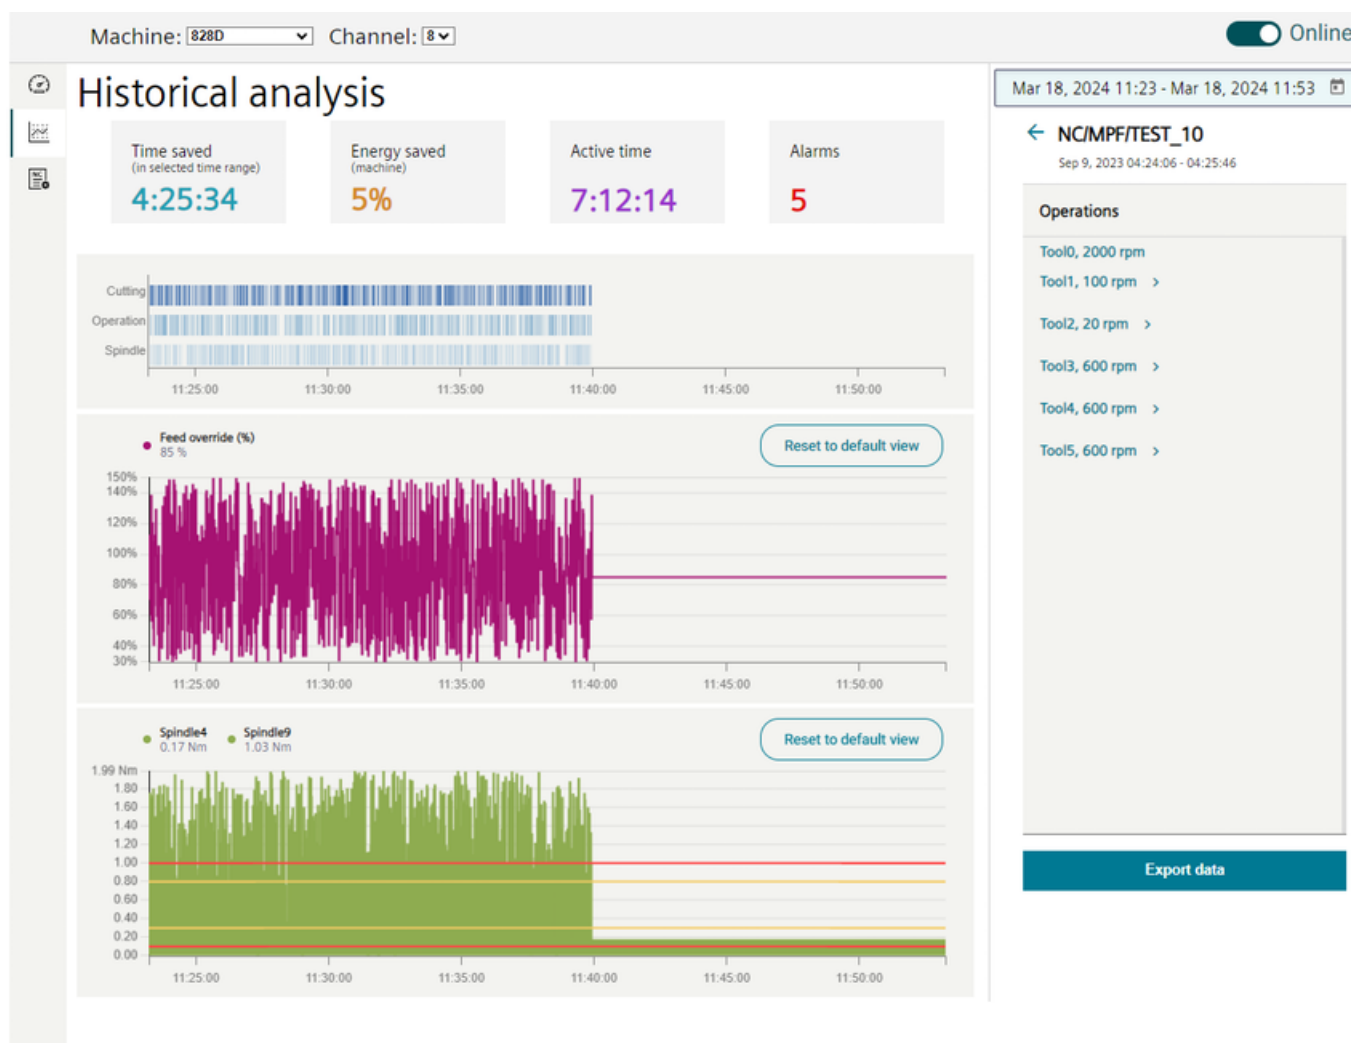 Machine: 828D Channel: 8 Online
Historical analysis
Time saved
(in selected time range)
4:25:34
Energy saved
(machine)
5%
Active time
7:12:14
Alarms
5
Cutting
Operation
Spindle
11:25:00 11:30:00 11:35:00 11:40:00 11:45:00 11:50:00
Feed override (%)
85 %
Reset to default view
150%
140%
120%
100%
80%
60%
40%
30%
11:25:00 11:30:00 11:35:00 11:40:00 11:45:00 11:50:00
Spindle4 Spindle9
0.17 Nm 1.03 Nm
Reset to default view
1.99 Nm
1.80
1.60
1.40
1.20
1.00
0.80
0.60
0.40
0.20
0.00
11:25:00 11:30:00 11:35:00 11:40:00 11:45:00 11:50:00
Mar 18, 2024 11:23 - Mar 18, 2024 11:53
NC/MPF/TEST_10
Sep 9, 2023 04:24:06 - 04:25:46
Operations
Tool0, 2000 rpm
Tool1, 100 rpm
Tool2, 20 rpm
Tool3, 600 rpm
Tool4, 600 rpm
Tool5, 600 rpm
Export data